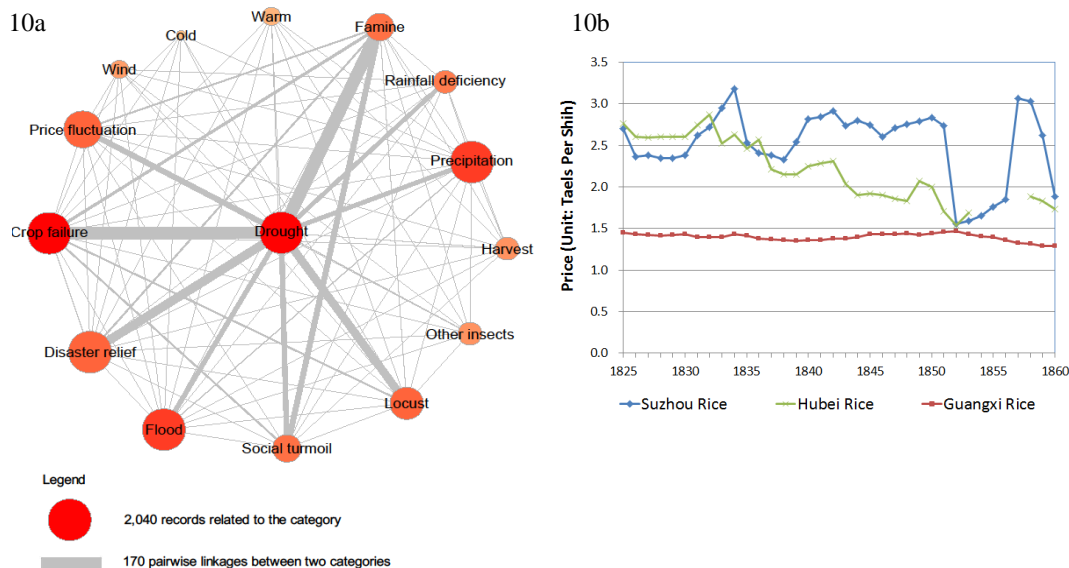 10a
Warm
Famine
Cold
Rainfall deficiency
Wind
Price fluctuation
Precipitation
Crop failure
Drought
Harvest
Other insects
Disaster relief
Locust
Flood
Social turmoil
Legend
2,040 records related to the category
170 pairwise linkages between two categories
10b
Price (Unit: Taels Per Shih)
3.5
3.0
2.5
2.0
1.5
1.0
0.5
0.0
1825 1830 1835 1840 1845 1850 1855 1860
Suzhou Rice Hubei Rice Guangxi Rice